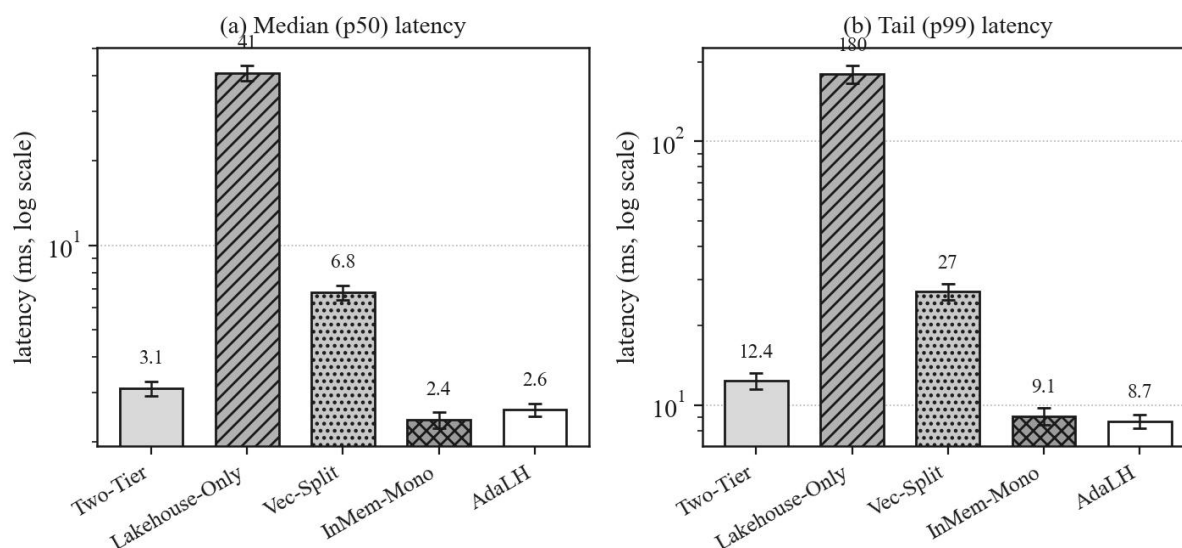 (a) Median (p50) latency
latency (ms, log scale)
10^1
3.1
41
6.8
2.4
2.6
Two-Tier
Lakehouse-Only
Vec-Split
InMem-Mono
AdaLH
(b) Tail (p99) latency
latency (ms, log scale)
10^2
10^1
12.4
180
27
9.1
8.7
Two-Tier
Lakehouse-Only
Vec-Split
InMem-Mono
AdaLH